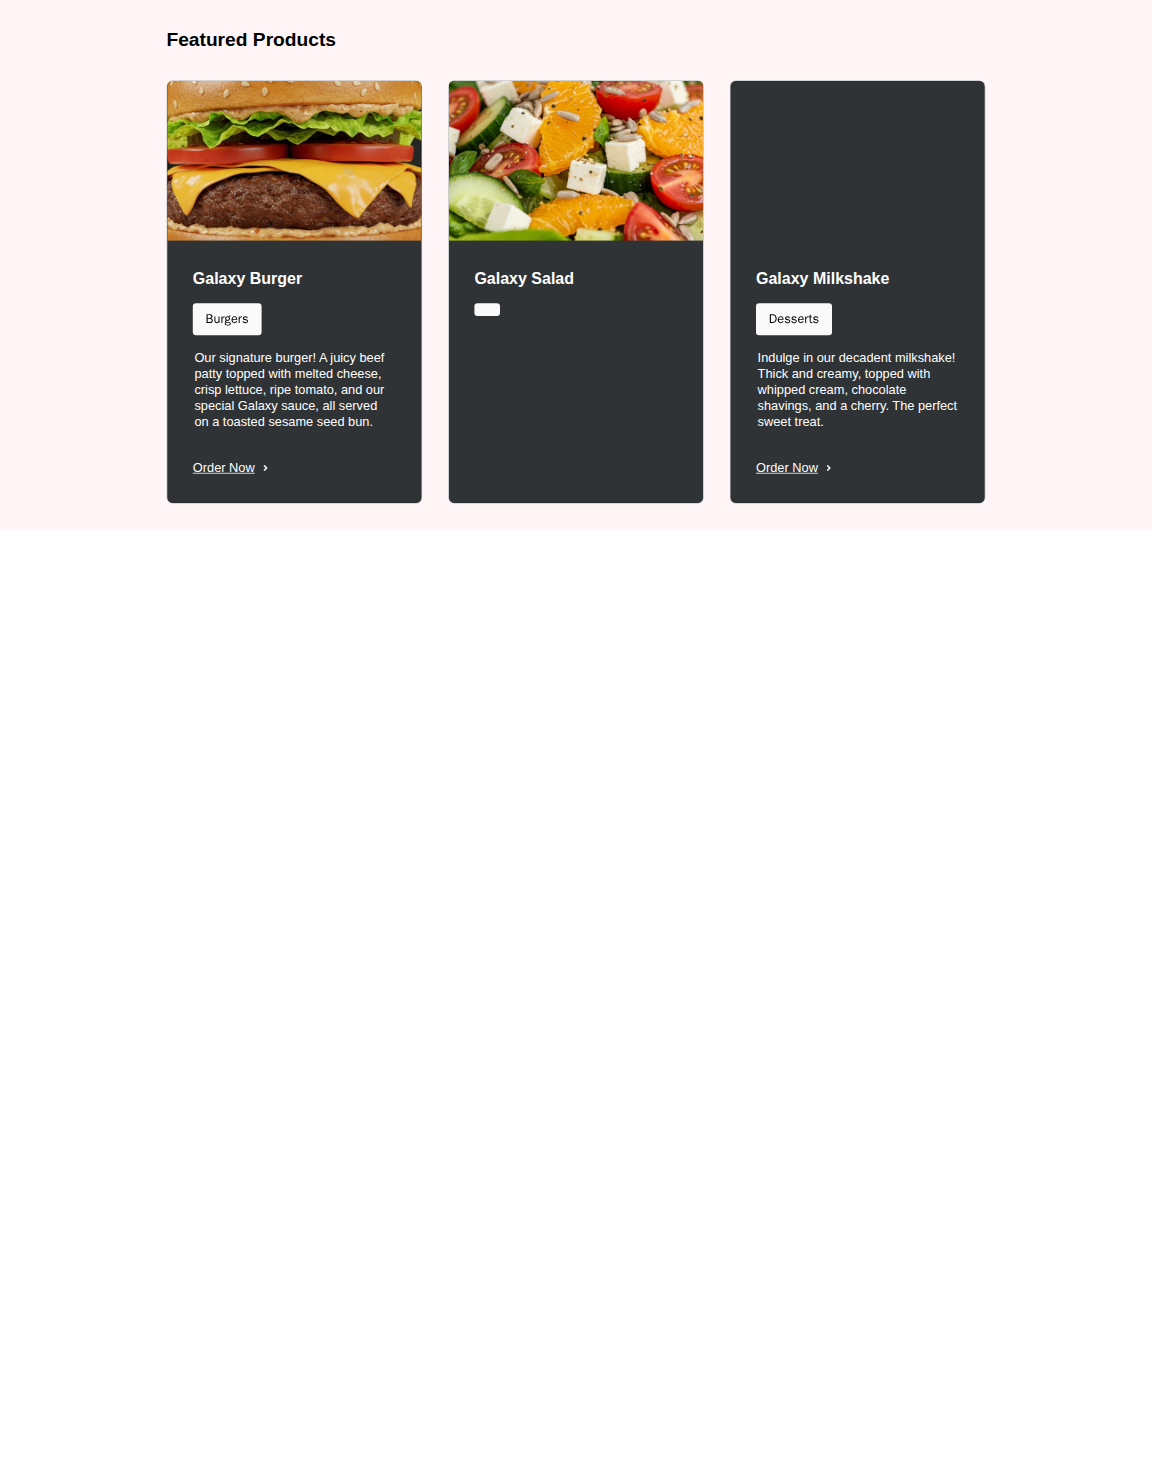 Featured Products
Galaxy Burger
Burgers
Our signature burger! A juicy beef
patty topped with melted cheese,
crisp lettuce, ripe tomato, and our
special Galaxy sauce, all served
on a toasted sesame seed bun.
Order Now
Galaxy Salad
Galaxy Milkshake
Desserts
Indulge in our decadent milkshake!
Thick and creamy, topped with
whipped cream, chocolate
shavings, and a cherry. The perfect
sweet treat.
Order Now